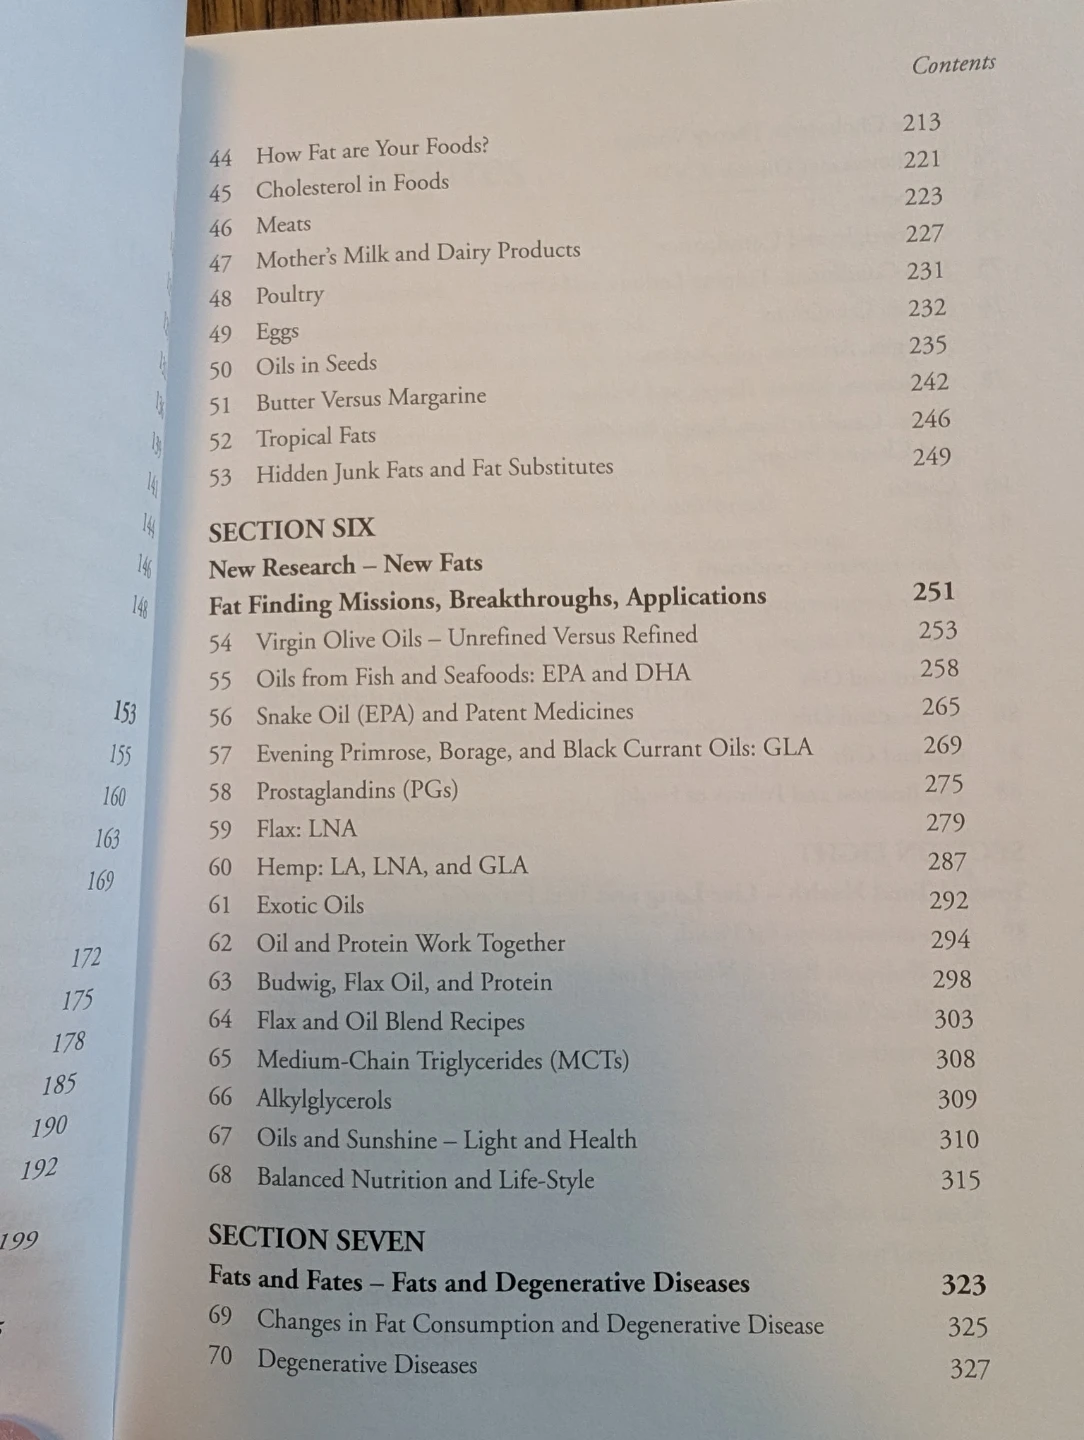 153
155
160
163
169
172
175
178
185
190
192
199
141
144
146
148
Contents
44 How Fat are Your Foods? 213
45 Cholesterol in Foods 221
46 Meats 223
47 Mother's Milk and Dairy Products 227
48 Poultry 231
49 Eggs 232
50 Oils in Seeds 235
51 Butter Versus Margarine 242
52 Tropical Fats 246
53 Hidden Junk Fats and Fat Substitutes 249
SECTION SIX
New Research – New Fats
Fat Finding Missions, Breakthroughs, Applications 251
54 Virgin Olive Oils – Unrefined Versus Refined 253
55 Oils from Fish and Seafoods: EPA and DHA 258
56 Snake Oil (EPA) and Patent Medicines 265
57 Evening Primrose, Borage, and Black Currant Oils: GLA 269
58 Prostaglandins (PGs) 275
59 Flax: LNA 279
60 Hemp: LA, LNA, and GLA 287
61 Exotic Oils 292
62 Oil and Protein Work Together 294
63 Budwig, Flax Oil, and Protein 298
64 Flax and Oil Blend Recipes 303
65 Medium-Chain Triglycerides (MCTs) 308
66 Alkylglycerols 309
67 Oils and Sunshine – Light and Health 310
68 Balanced Nutrition and Life-Style 315
SECTION SEVEN
Fats and Fates – Fats and Degenerative Diseases 323
69 Changes in Fat Consumption and Degenerative Disease 325
70 Degenerative Diseases 327